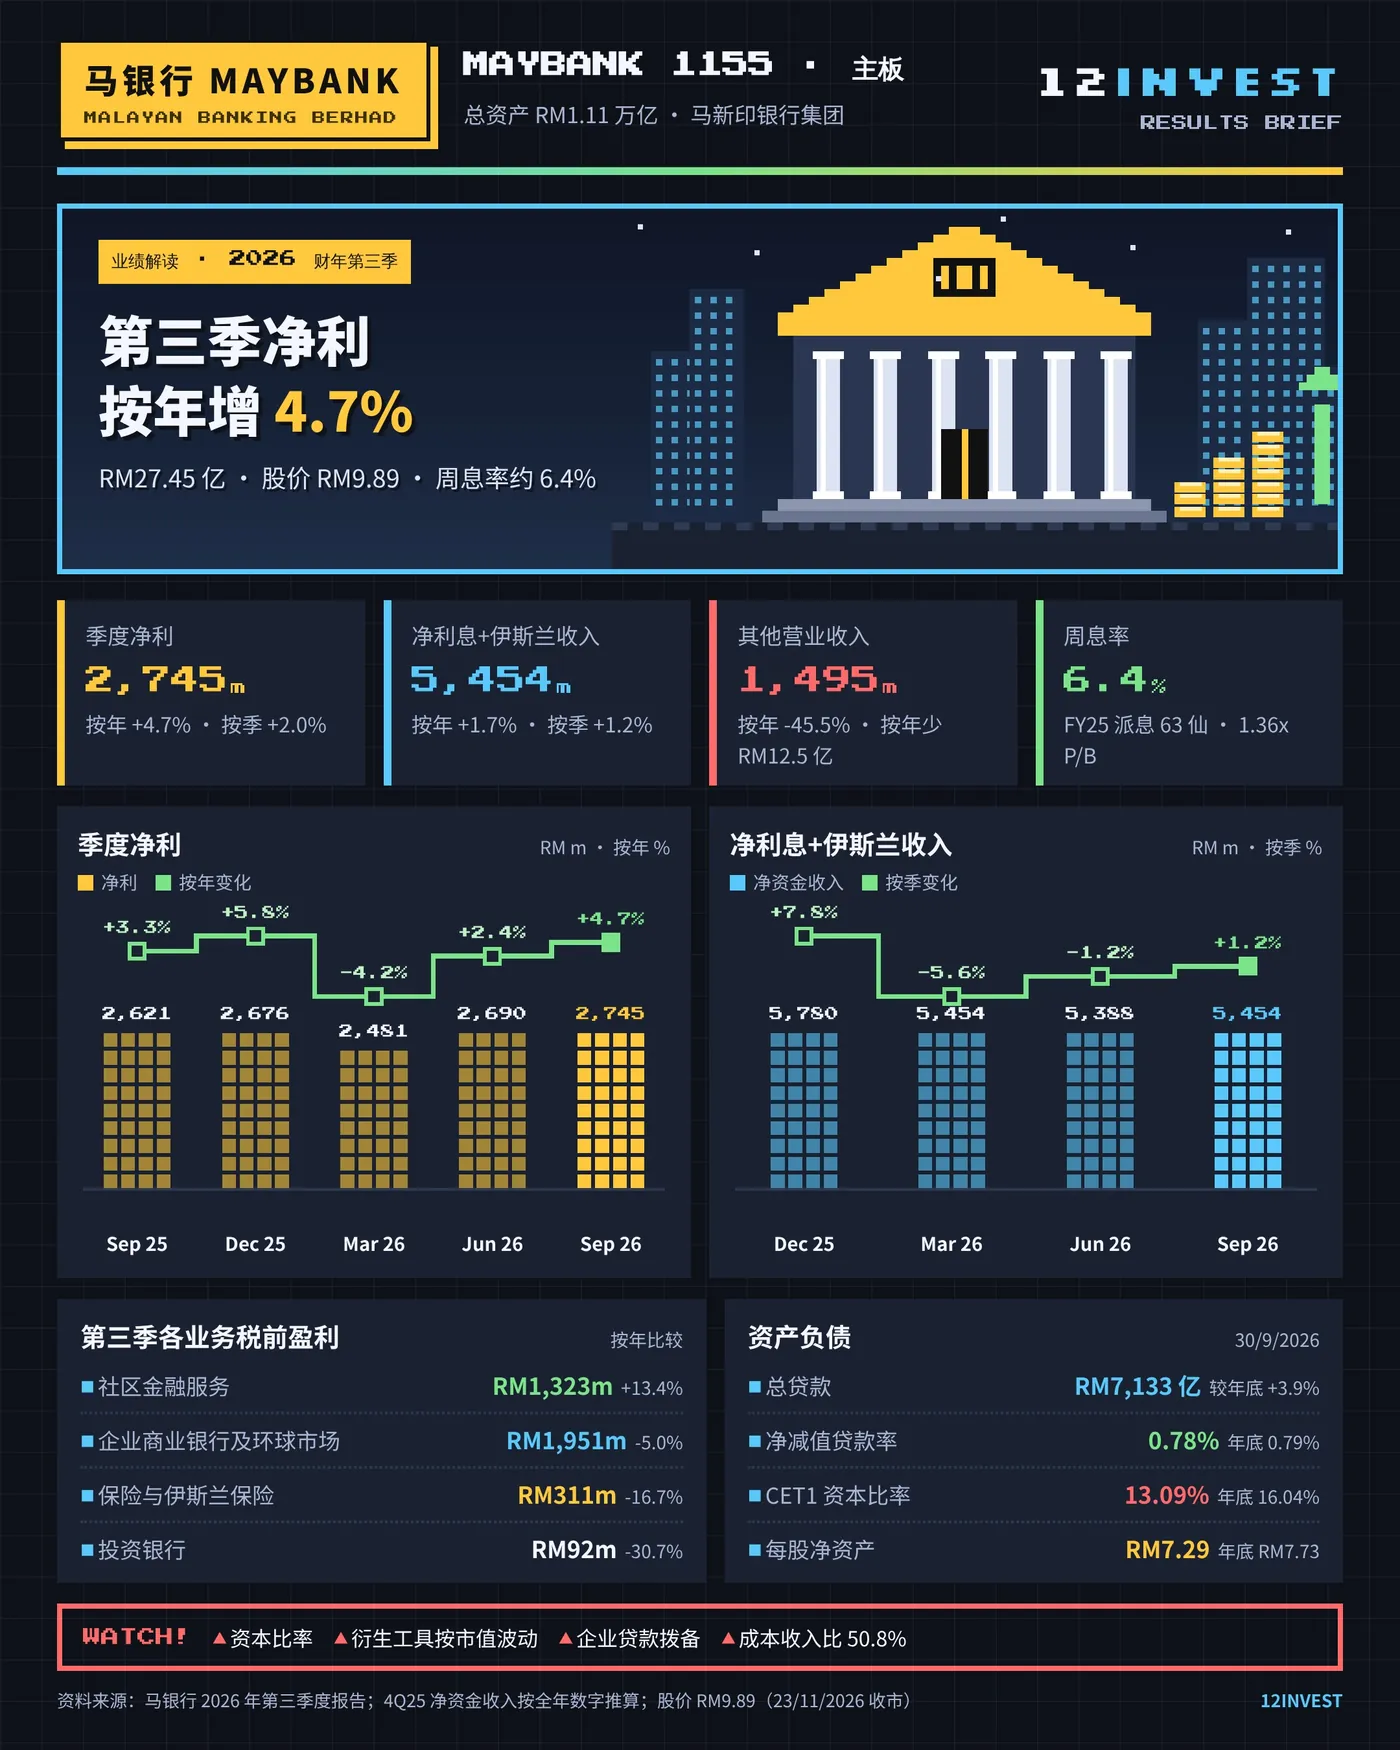 马银行 MAYBANK
MALAYAN BANKING BERHAD
MAYBANK 1155 · 主板
总资产 RM1.11 万亿 · 马新印银行集团
12INVEST
RESULTS BRIEF
业绩解读 · 2026 财年第三季
第三季净利
按年增 4.7%
RM27.45 亿 · 股价 RM9.89 · 周息率约 6.4%
季度净利
2,745m
按年 +4.7% · 按季 +2.0%
净利息+伊斯兰收入
5,454m
按年 +1.7% · 按季 +1.2%
其他营业收入
1,495m
按年 -45.5% · 按年少
RM12.5 亿
周息率
6.4%
FY25 派息 63 仙 · 1.36x
P/B
季度净利
RM m · 按年 %
净利 按年变化
+3.3% +5.8% -4.2% +2.4% +4.7%
2,621 2,676 2,481 2,690 2,745
Sep 25 Dec 25 Mar 26 Jun 26 Sep 26
净利息+伊斯兰收入
RM m · 按季 %
净资金收入 按季变化
+7.8% -5.6% -1.2% +1.2%
5,780 5,454 5,388 5,454
Dec 25 Mar 26 Jun 26 Sep 26
第三季各业务税前盈利 按年比较
社区金融服务 RM1,323m +13.4%
企业商业银行及环球市场 RM1,951m -5.0%
保险与伊斯兰保险 RM311m -16.7%
投资银行 RM92m -30.7%
资产负债 30/9/2026
总贷款 RM7,133 亿 较年底 +3.9%
净减值贷款率 0.78% 年底 0.79%
CET1 资本比率 13.09% 年底 16.04%
每股净资产 RM7.29 年底 RM7.73
WATCH! ▲资本比率 ▲衍生工具按市值波动 ▲企业贷款拨备 ▲成本收入比 50.8%
资料来源：马银行 2026 年第三季度报告；4Q25 净资金收入按全年数字推算；股价 RM9.89（23/11/2026 收市）
12INVEST